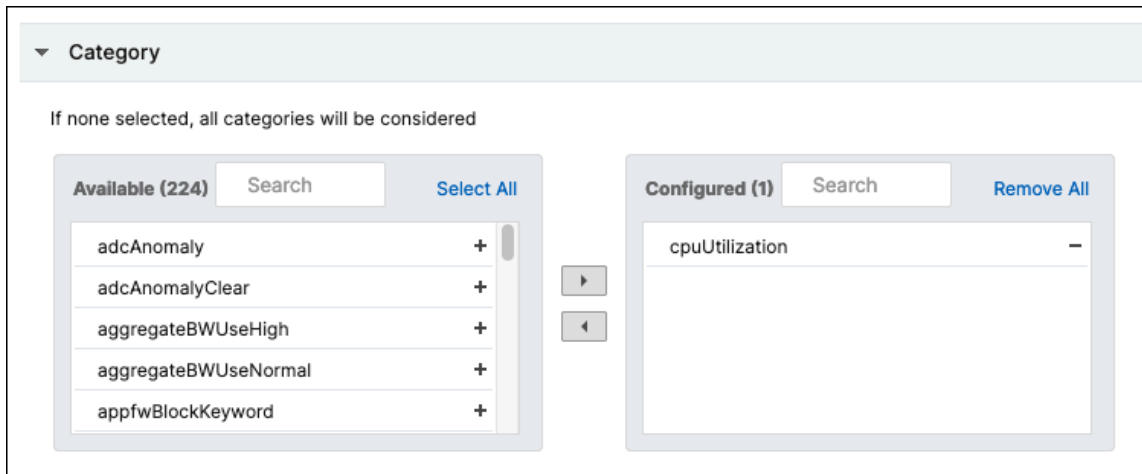 Category
If none selected, all categories will be considered
Available (224) Search Select All
adcAnomaly +
adcAnomalyClear +
aggregateBWUseHigh +
aggregateBWUseNormal +
appfwBlockKeyword +
Configured (1) Search Remove All
cpuUtilization −